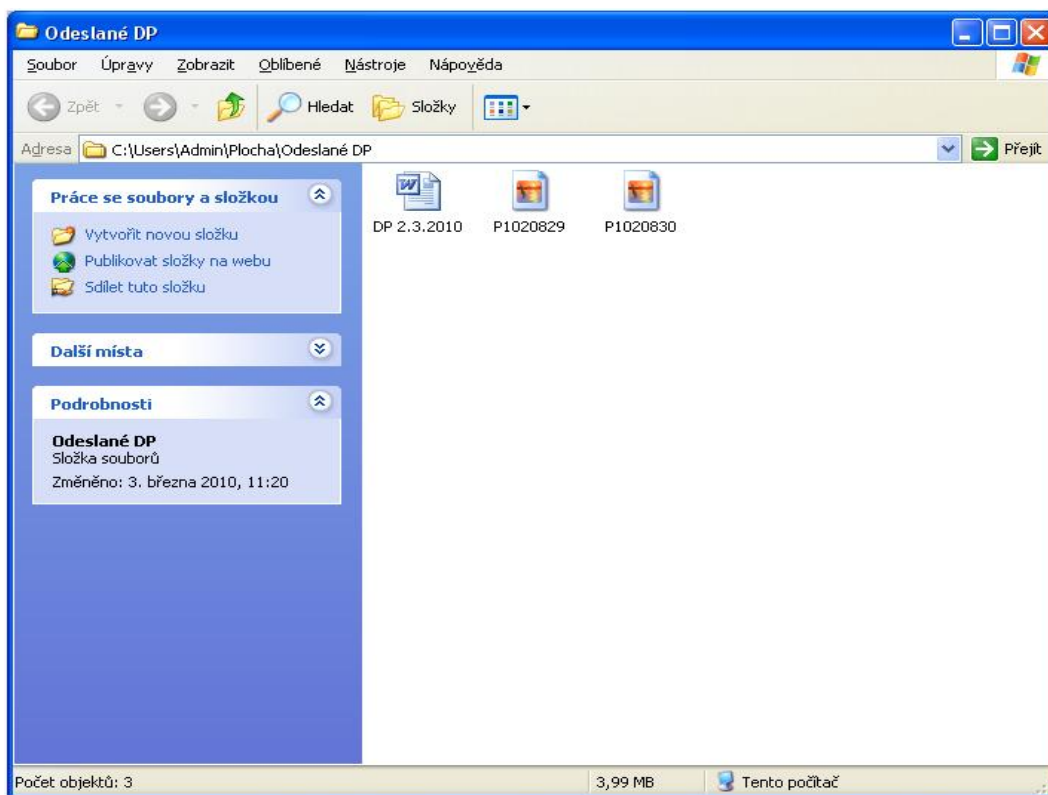 Odeslané DP
Soubor Úpravy Zobrazit Oblíbené Nástroje Nápověda
Zpět Hledat Složky
Adresa C:\Users\Admin\Plocha\Odeslané DP Přejít
Práce se soubory a složkou
Vytvořit novou složku
Publikovat složky na webu
Sdílet tuto složku
Další místa
Podrobnosti
Odeslané DP
Složka souborů
Změněno: 3. března 2010, 11:20
DP 2.3.2010 P1020829 P1020830
Počet objektů: 3 3,99 MB Tento počítač